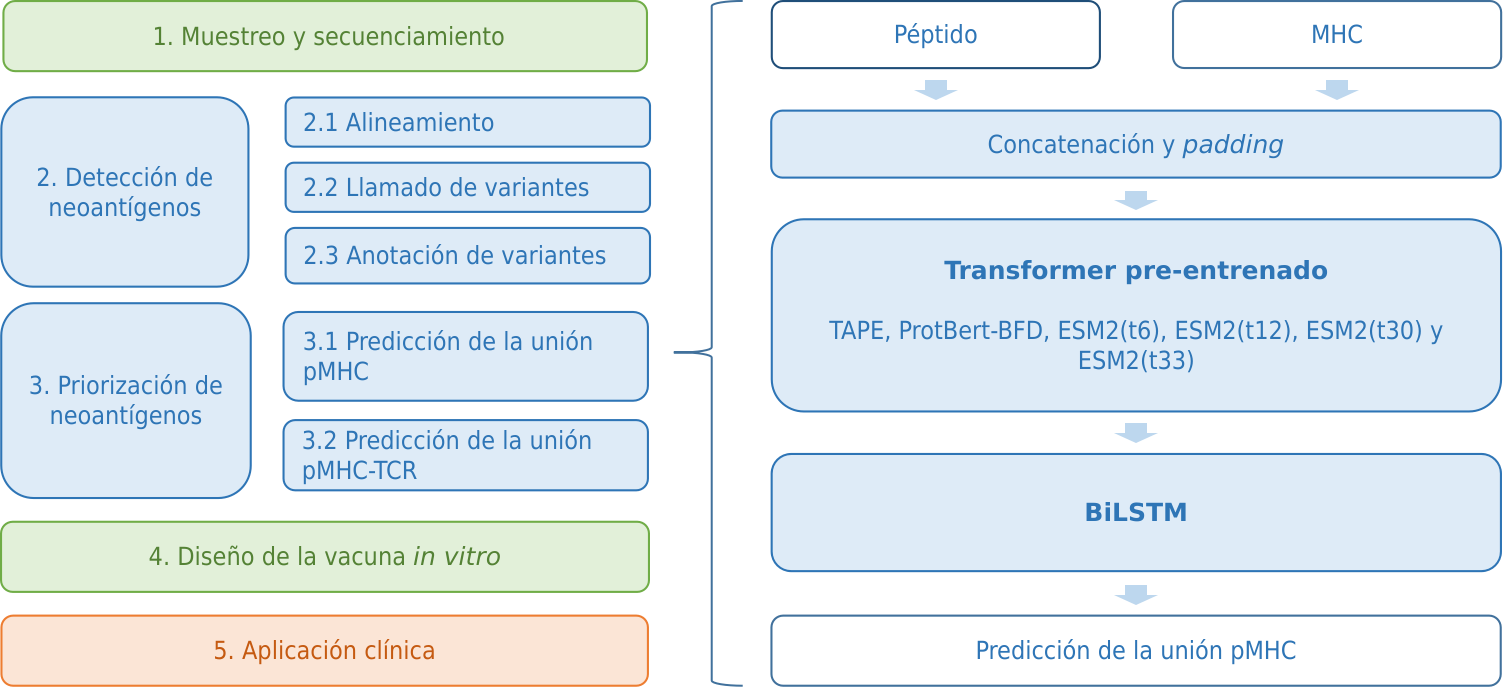 1. Muestreo y secuenciamiento
2. Detección de
neoantígenos
2.1 Alineamiento
2.2 Llamado de variantes
2.3 Anotación de variantes
3. Priorización de
neoantígenos
3.1 Predicción de la unión
pMHC
3.2 Predicción de la unión
pMHC-TCR
4. Diseño de la vacuna in vitro
5. Aplicación clínica
Péptido
MHC
Concatenación y padding
Transformer pre-entrenado
TAPE, ProtBert-BFD, ESM2(t6), ESM2(t12), ESM2(t30) y
ESM2(t33)
BiLSTM
Predicción de la unión pMHC